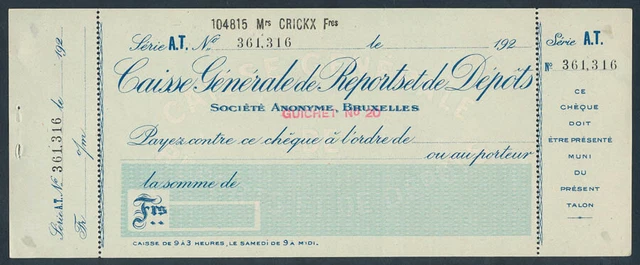 104815 Mrs CRICKX Fres
Série A.T. No 361,316 le 192
Caisse Générale de Reports et de Dépôts
SOCIÉTÉ ANONYME, BRUXELLES
GUICHET No 20
Payez contre ce chèque à l'ordre de
ou au porteur
la somme de
Frs
CAISSE DE 9 A 3 HEURES, LE SAMEDI DE 9 A MIDI.
le 192
Série A.T. No 361,316
Fr. p/m
Série A.T.
No 361,316
CE
CHÈQUE
DOIT
ÊTRE PRÉSENTÉ
MUNI
DU
PRÉSENT
TALON